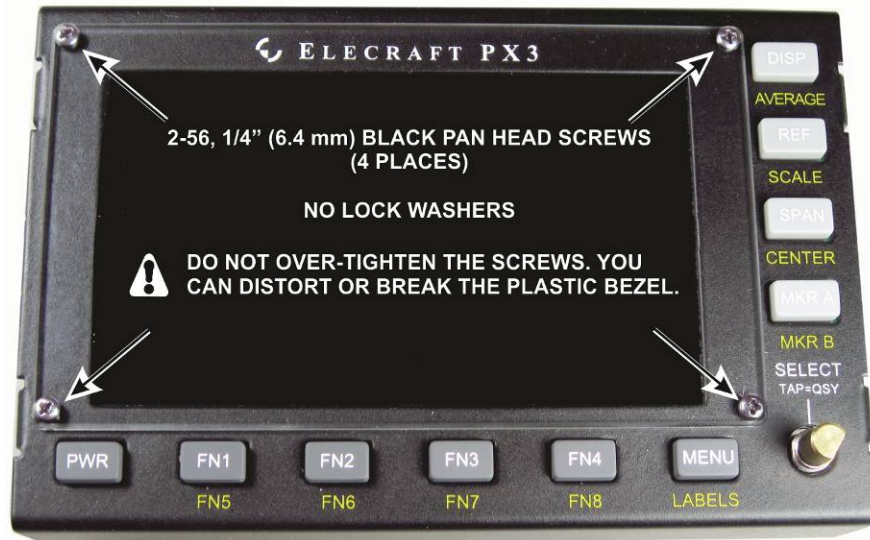 ELECRAFT PX3
DISP
AVERAGE
2-56, 1/4” (6.4 mm) BLACK PAN HEAD SCREWS
(4 PLACES)
REF
SCALE
NO LOCK WASHERS
SPAN
CENTER
DO NOT OVER-TIGHTEN THE SCREWS. YOU
CAN DISTORT OR BREAK THE PLASTIC BEZEL.
MKR A
MKR B
SELECT
TAP=QSY
PWR FN1 FN2 FN3 FN4 MENU
FN5 FN6 FN7 FN8 LABELS